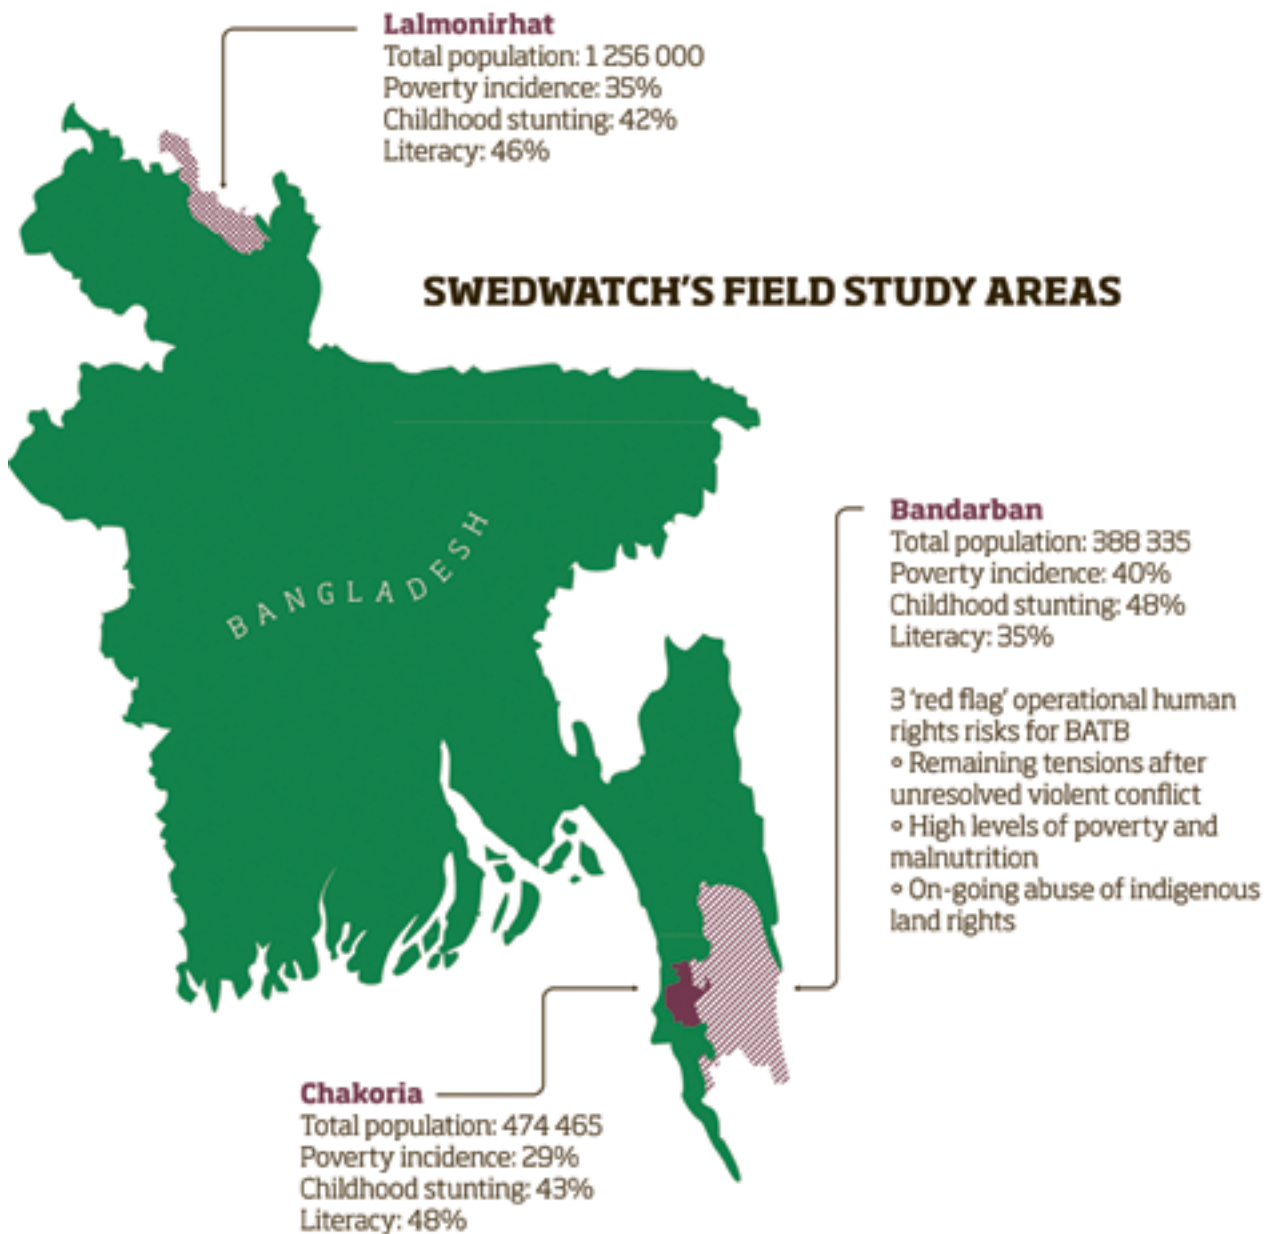 Lalmonirhat
Total population: 1 256 000
Poverty incidence: 35%
Childhood stunting: 42%
Literacy: 46%
SWEDWATCH'S FIELD STUDY AREAS
BANGLADESH
Bandarban
Total population: 388 335
Poverty incidence: 40%
Childhood stunting: 48%
Literacy: 35%
3 ‘red flag’ operational human
rights risks for BATB
∘ Remaining tensions after
unresolved violent conflict
∘ High levels of poverty and
malnutrition
∘ On-going abuse of indigenous
land rights
Chakoria
Total population: 474 465
Poverty incidence: 29%
Childhood stunting: 43%
Literacy: 48%